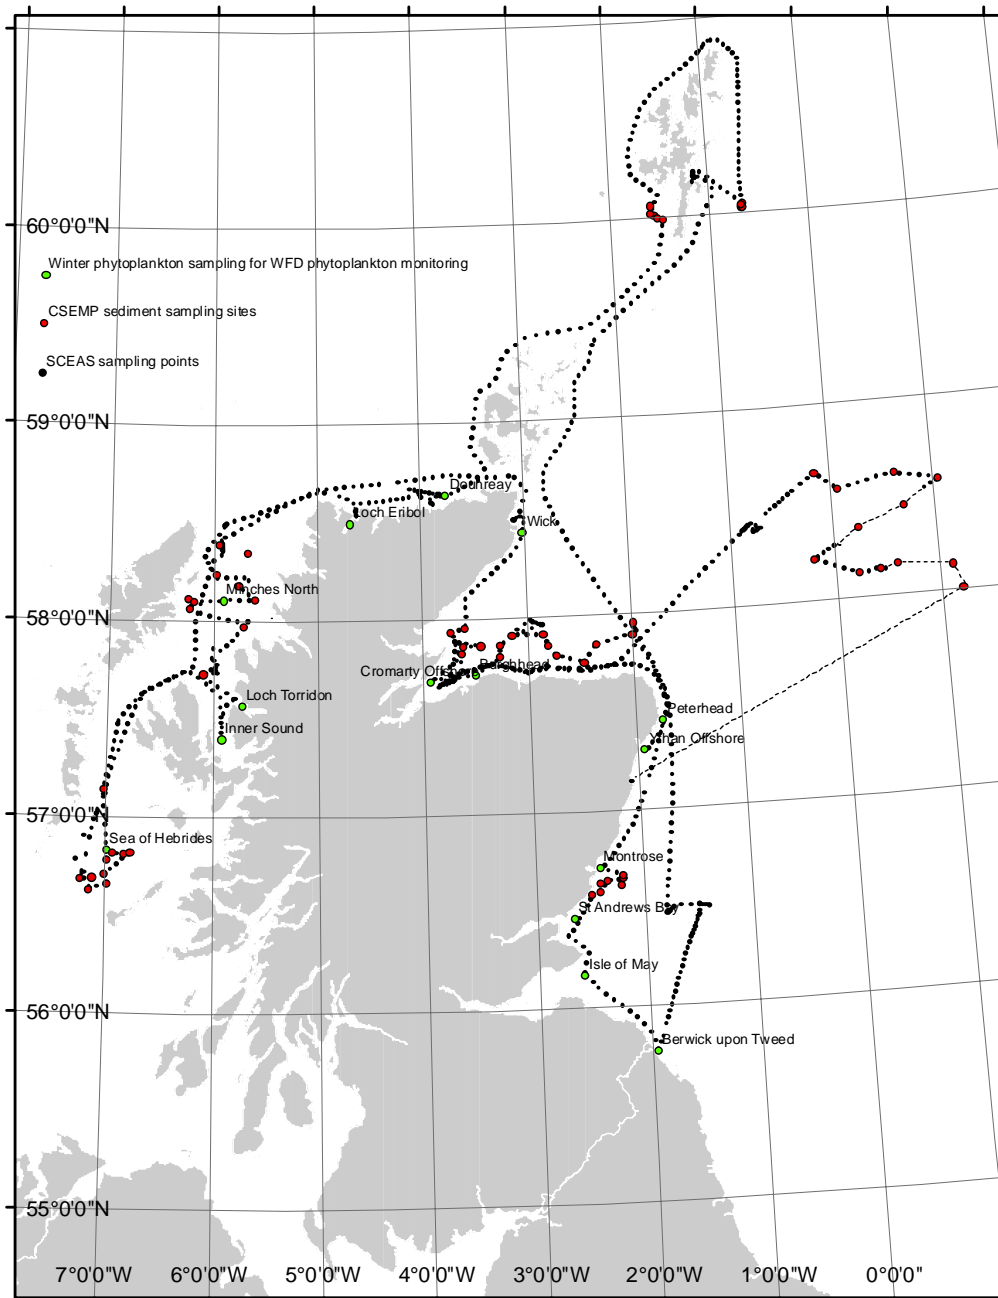 60°0'0"N
Winter phytoplankton sampling for WFD phytoplankton monitoring
CSEMP sediment sampling sites
SCEAS sampling points
59°0'0"N
Dounreay
Loch Eribol
Wick
Minches North
58°0'0"N
Cromarty Offshore
Burghhead
Loch Torridon
Peterhead
Inner Sound
Ythan Offshore
57°0'0"N
Sea of Hebrides
Montrose
St Andrews Bay
Isle of May
56°0'0"N
Berwick upon Tweed
55°0'0"N
7°0'0"W 6°0'0"W 5°0'0"W 4°0'0"W 3°0'0"W 2°0'0"W 1°0'0"W 0°0'0"